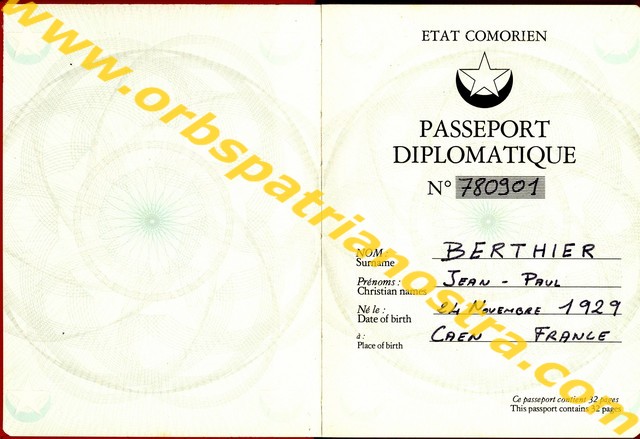 www.orbspatrianostra.com
ETAT COMORIEN
PASSEPORT
DIPLOMATIQUE
N° 780901
NOM : BERTHIER
Surname
Prénoms : JEAN - PAUL
Christian names
Né le : 24 NOVEMBRE 1929
Date of birth
à : CAEN FRANCE
Place of birth
Ce passeport contient 32 pages
This passport contains 32 pages